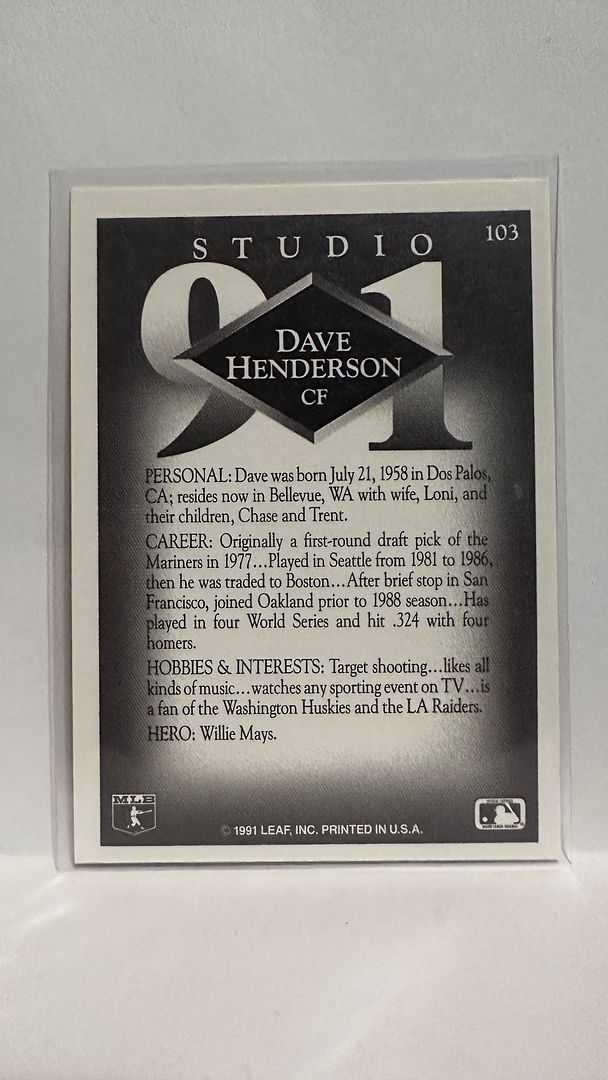 103
STUDIO
91
DAVE
HENDERSON
CF
PERSONAL: Dave was born July 21, 1958 in Dos Palos,
CA; resides now in Bellevue, WA with wife, Loni, and
their children, Chase and Trent.
CAREER: Originally a first-round draft pick of the
Mariners in 1977...Played in Seattle from 1981 to 1986,
then he was traded to Boston...After brief stop in San
Francisco, joined Oakland prior to 1988 season...Has
played in four World Series and hit .324 with four
homers.
HOBBIES & INTERESTS: Target shooting...likes all
kinds of music...watches any sporting event on TV...is
a fan of the Washington Huskies and the LA Raiders.
HERO: Willie Mays.
MLB
© 1991 LEAF, INC. PRINTED IN U.S.A.